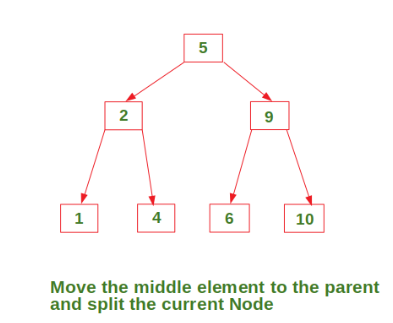 5
2 9
1 4 6 10
Move the middle element to the parent
and split the current Node